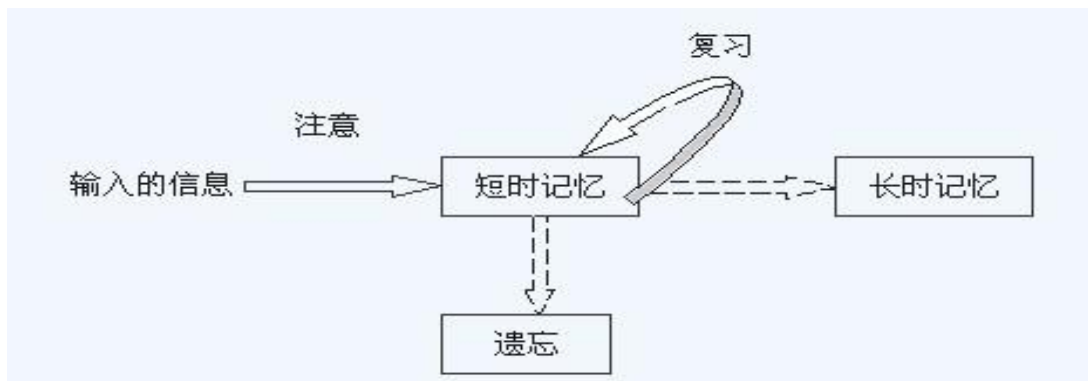 复习
注意
输入的信息
短时记忆
长时记忆
遗忘